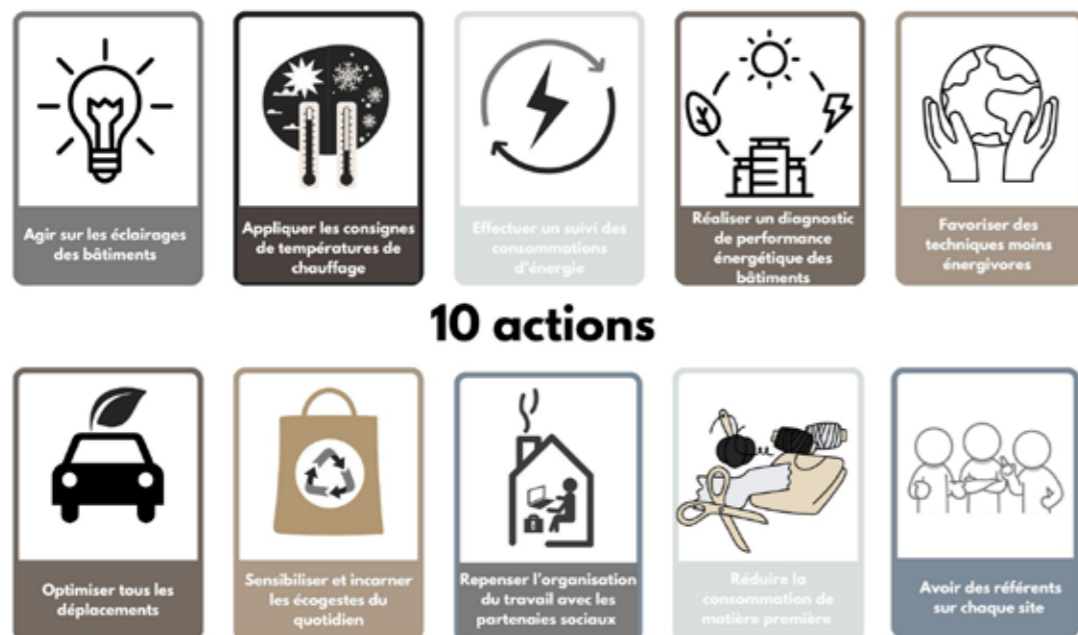 Agir sur les éclairages
des bâtiments
Appliquer les consignes
de températures de
chauffage
Effectuer un suivi des
consommations
d'énergie
Réaliser un diagnostic
de performance
énergétique des
bâtiments
Favoriser des
techniques moins
énergivores
10 actions
Optimiser tous les
déplacements
Sensibiliser et incarner
les écogestes du
quotidien
Repenser l'organisation
du travail avec les
partenaies sociaux
Réduire la
consommation de
matière première
Avoir des référents
sur chaque site